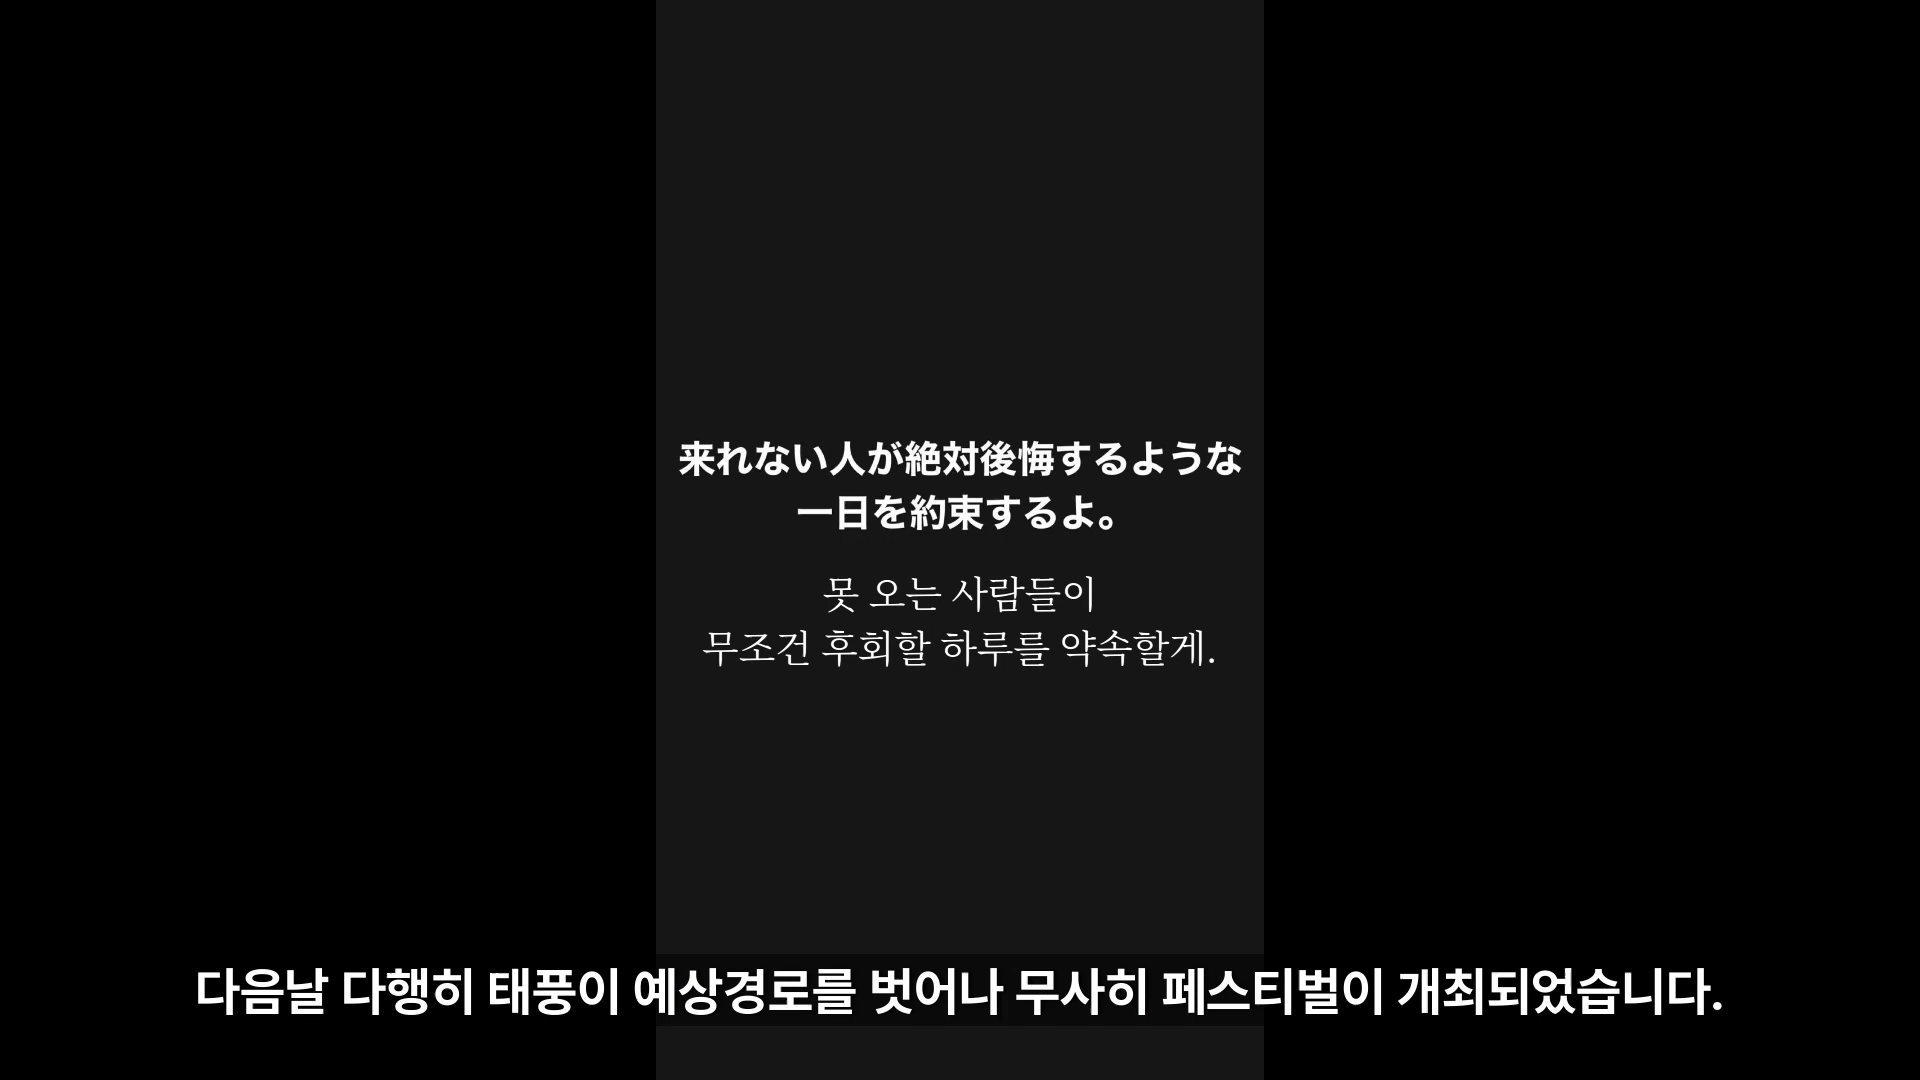 来れない人が絶対後悔するような
一日を約束するよ。
못 오는 사람들이
무조건 후회할 하루를 약속할게.
다음날 다행히 태풍이 예상경로를 벗어나 무사히 페스티벌이 개최되었습니다.